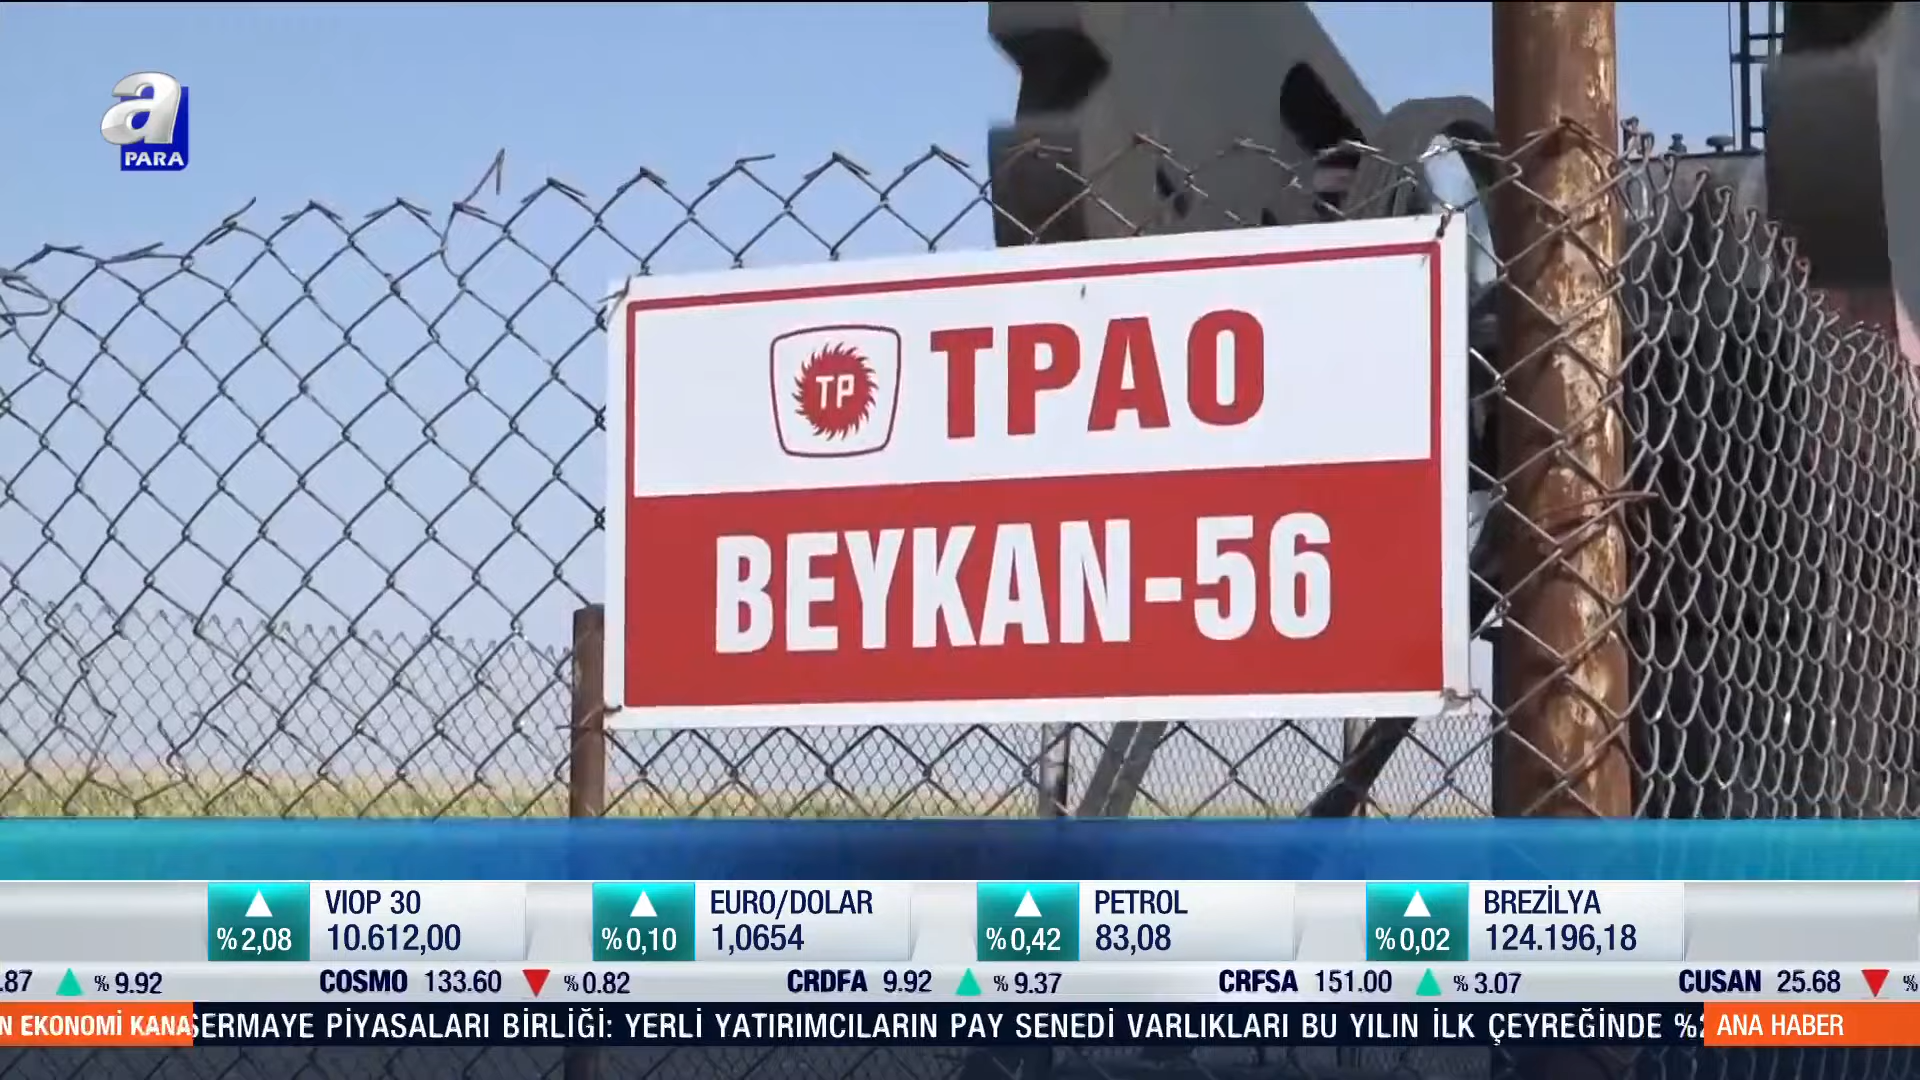 a
PARA
TP TPAO
BEYKAN-56
%2,08 VIOP 30 10.612,00
%0,10 EURO/DOLAR 1,0654
%0,42 PETROL 83,08
%0,02 BREZİLYA 124.196,18
.87 % 9.92 COSMO 133.60 % 0.82 CRDFA 9.92 % 9.37 CRFSA 151.00 % 3.07 CUSAN 25.68 %
N EKONOMİ KANA SERMAYE PİYASALARI BİRLİĞİ: YERLİ YATIRIMCILARIN PAY SENEDİ VARLIKLARI BU YILIN İLK ÇEYREĞİNDE % ANA HABER